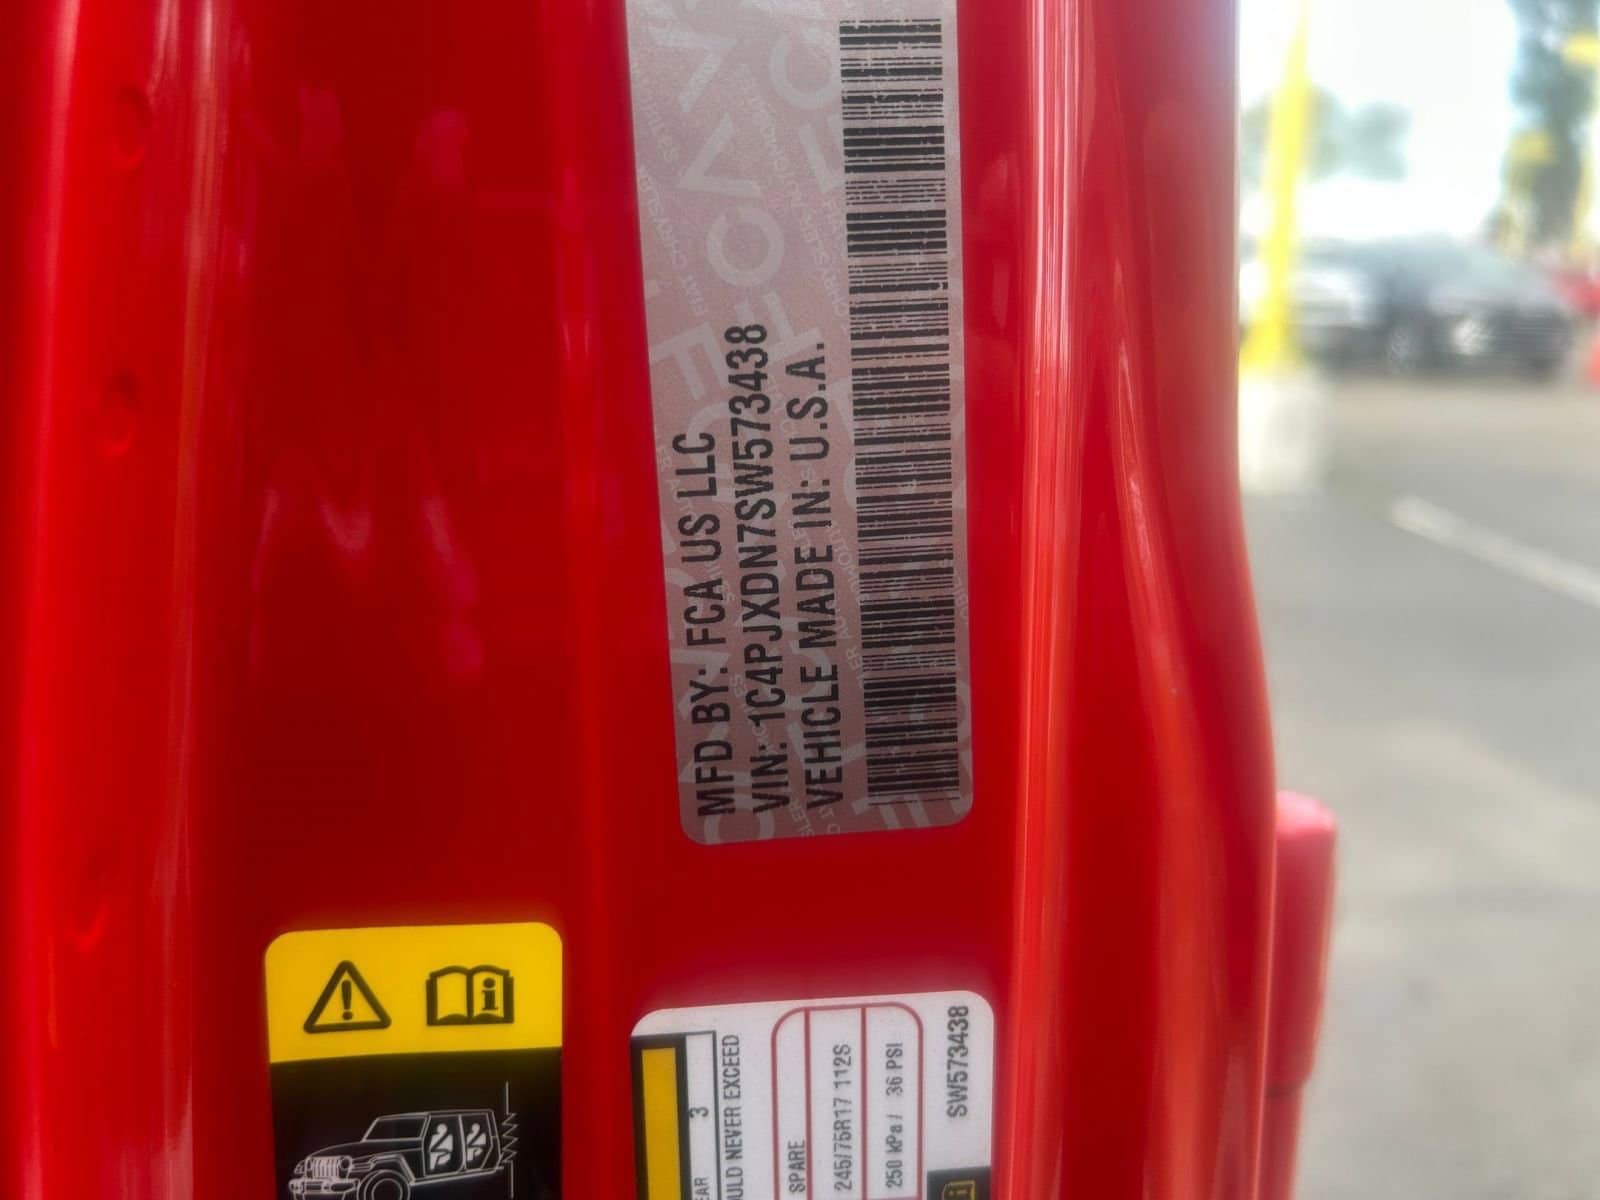 MFD BY: FCA US LLC
VIN: 1C4PJXDN7SW573438
VEHICLE MADE IN: U.S.A.
3
SPARE
245/75R17 112S
250 kPa / 36 PSI
NEVER EXCEED
SW573438